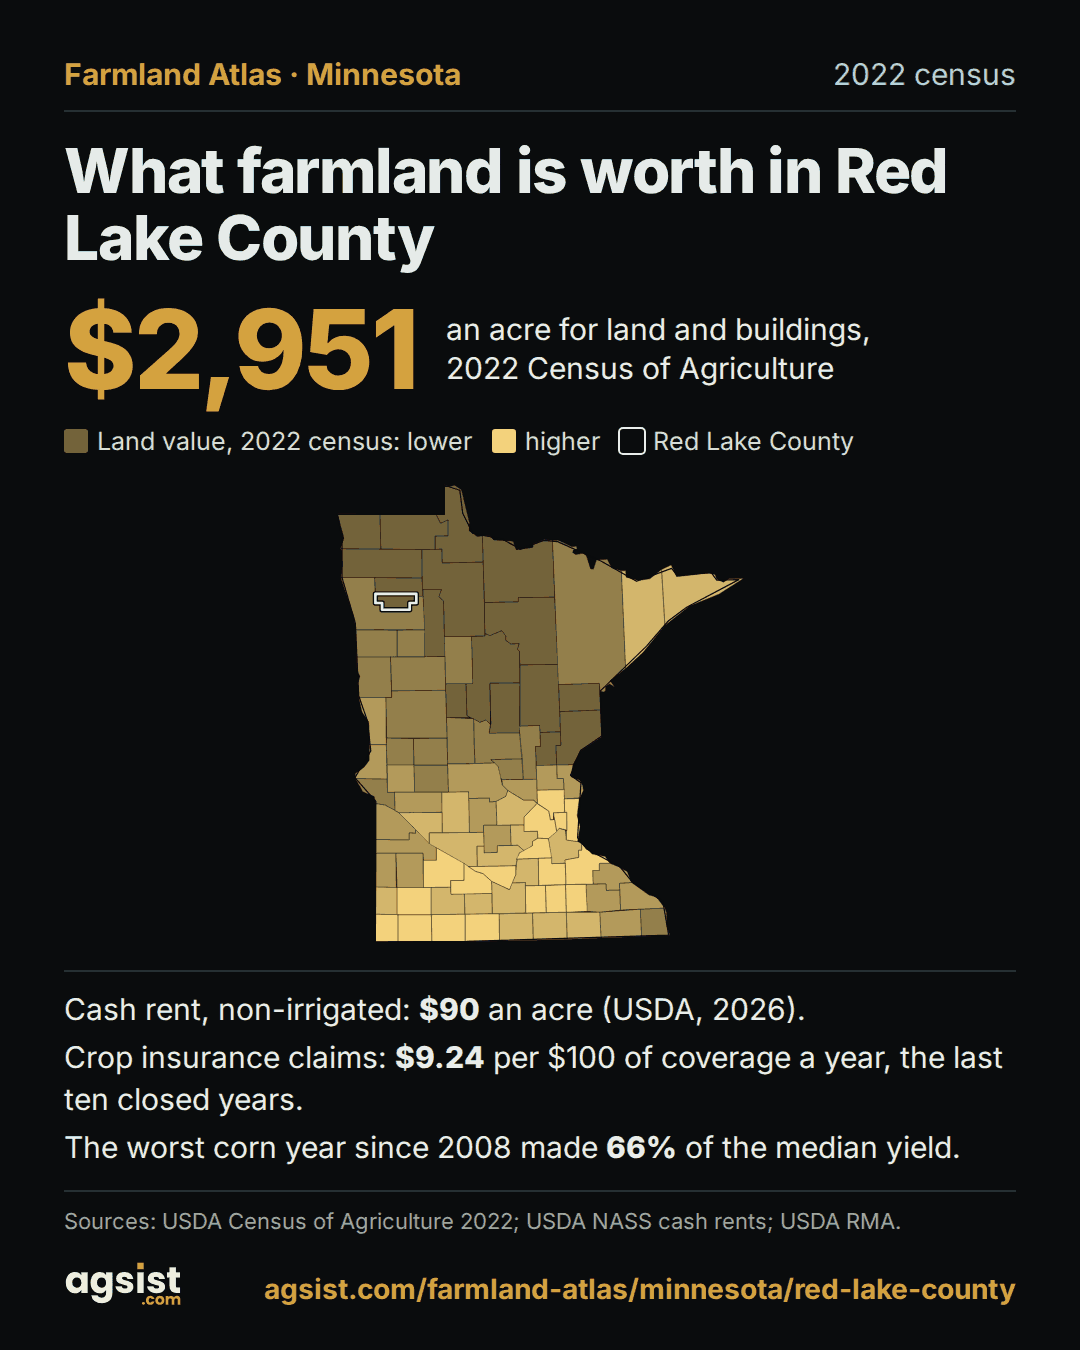 Farmland Atlas · Minnesota
2022 census
What farmland is worth in Red
Lake County
$2,951
an acre for land and buildings,
2022 Census of Agriculture
Land value, 2022 census: lower
higher
Red Lake County
Cash rent, non-irrigated: $90 an acre (USDA, 2026).
Crop insurance claims: $9.24 per $100 of coverage a year, the last
ten closed years.
The worst corn year since 2008 made 66% of the median yield.
Sources: USDA Census of Agriculture 2022; USDA NASS cash rents; USDA RMA.
agsist
.com
agsist.com/farmland-atlas/minnesota/red-lake-county